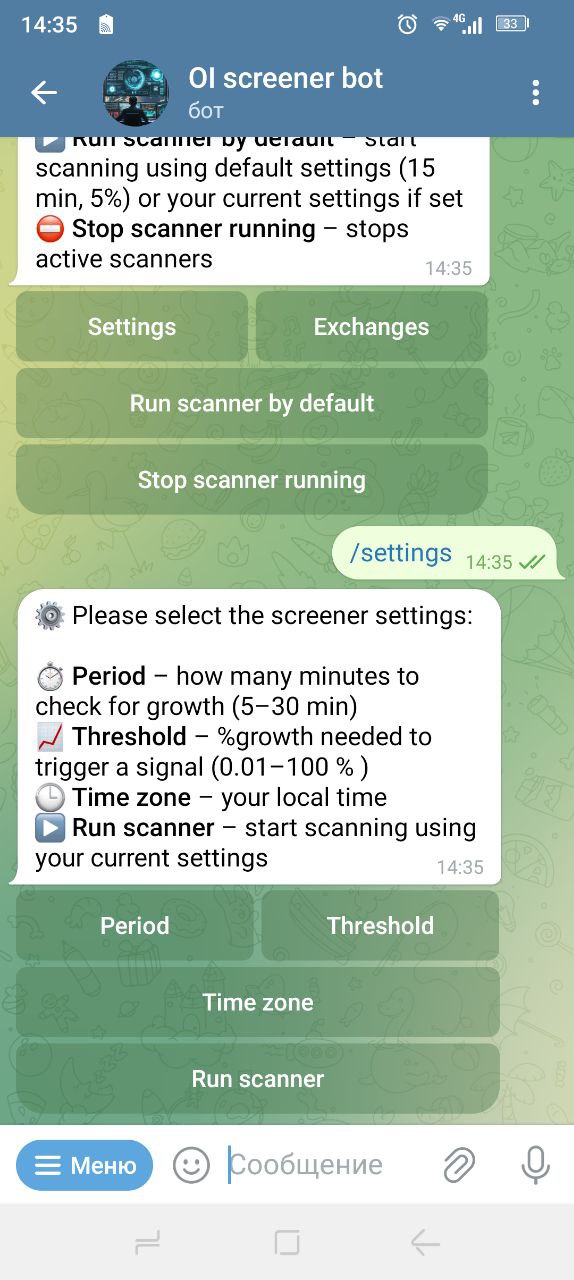 14:35
4G
33
OI screener bot
бот
Run scanner by default – start
scanning using default settings (15
min, 5%) or your current settings if set
Stop scanner running – stops
active scanners
14:35
Settings
Exchanges
Run scanner by default
Stop scanner running
/settings 14:35
Please select the screener settings:
Period – how many minutes to
check for growth (5–30 min)
Threshold – %growth needed to
trigger a signal (0.01–100 % )
Time zone – your local time
Run scanner – start scanning using
your current settings
14:35
Period
Threshold
Time zone
Run scanner
Меню
Сообщение